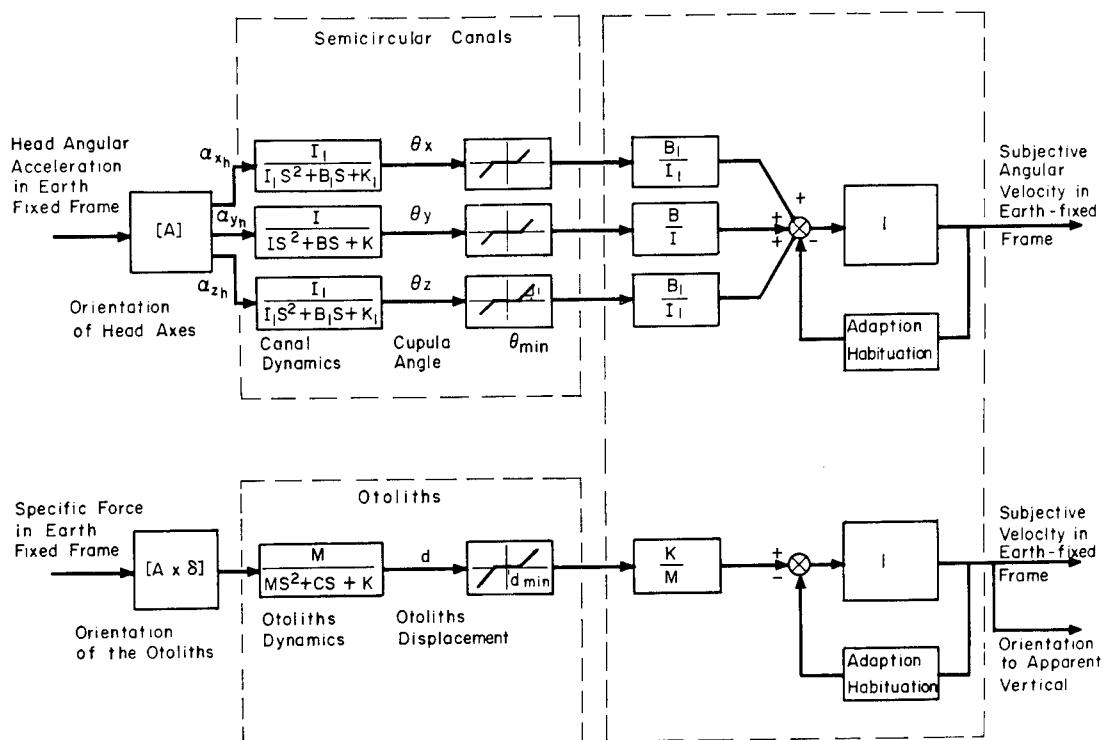 Semicircular Canals
Head Angular
Acceleration
in Earth
Fixed Frame
[A]
Orientation
of Head Axes
α x h
α y h
α z h
I₁
I₁S²+B₁S+K₁
I
IS²+BS+K
I₁
I₁S²+B₁S+K₁
Canal
Dynamics
θx
θy
θz
Cupula
Angle
θmin
B₁
I₁
B
I
B₁
I₁
+
+
+
−
I
Adaption
Habituation
Subjective
Angular
Velocity in
Earth-fixed
Frame
Otoliths
Specific Force
in Earth
Fixed Frame
[A x δ]
Orientation
of the Otoliths
M
MS²+CS + K
Otoliths
Dynamics
d
Otoliths
Displacement
dmin
K
M
+
−
I
Adaption
Habituation
Subjective
Velocity in
Earth-fixed
Frame
Orientation
to Apparent
Vertical